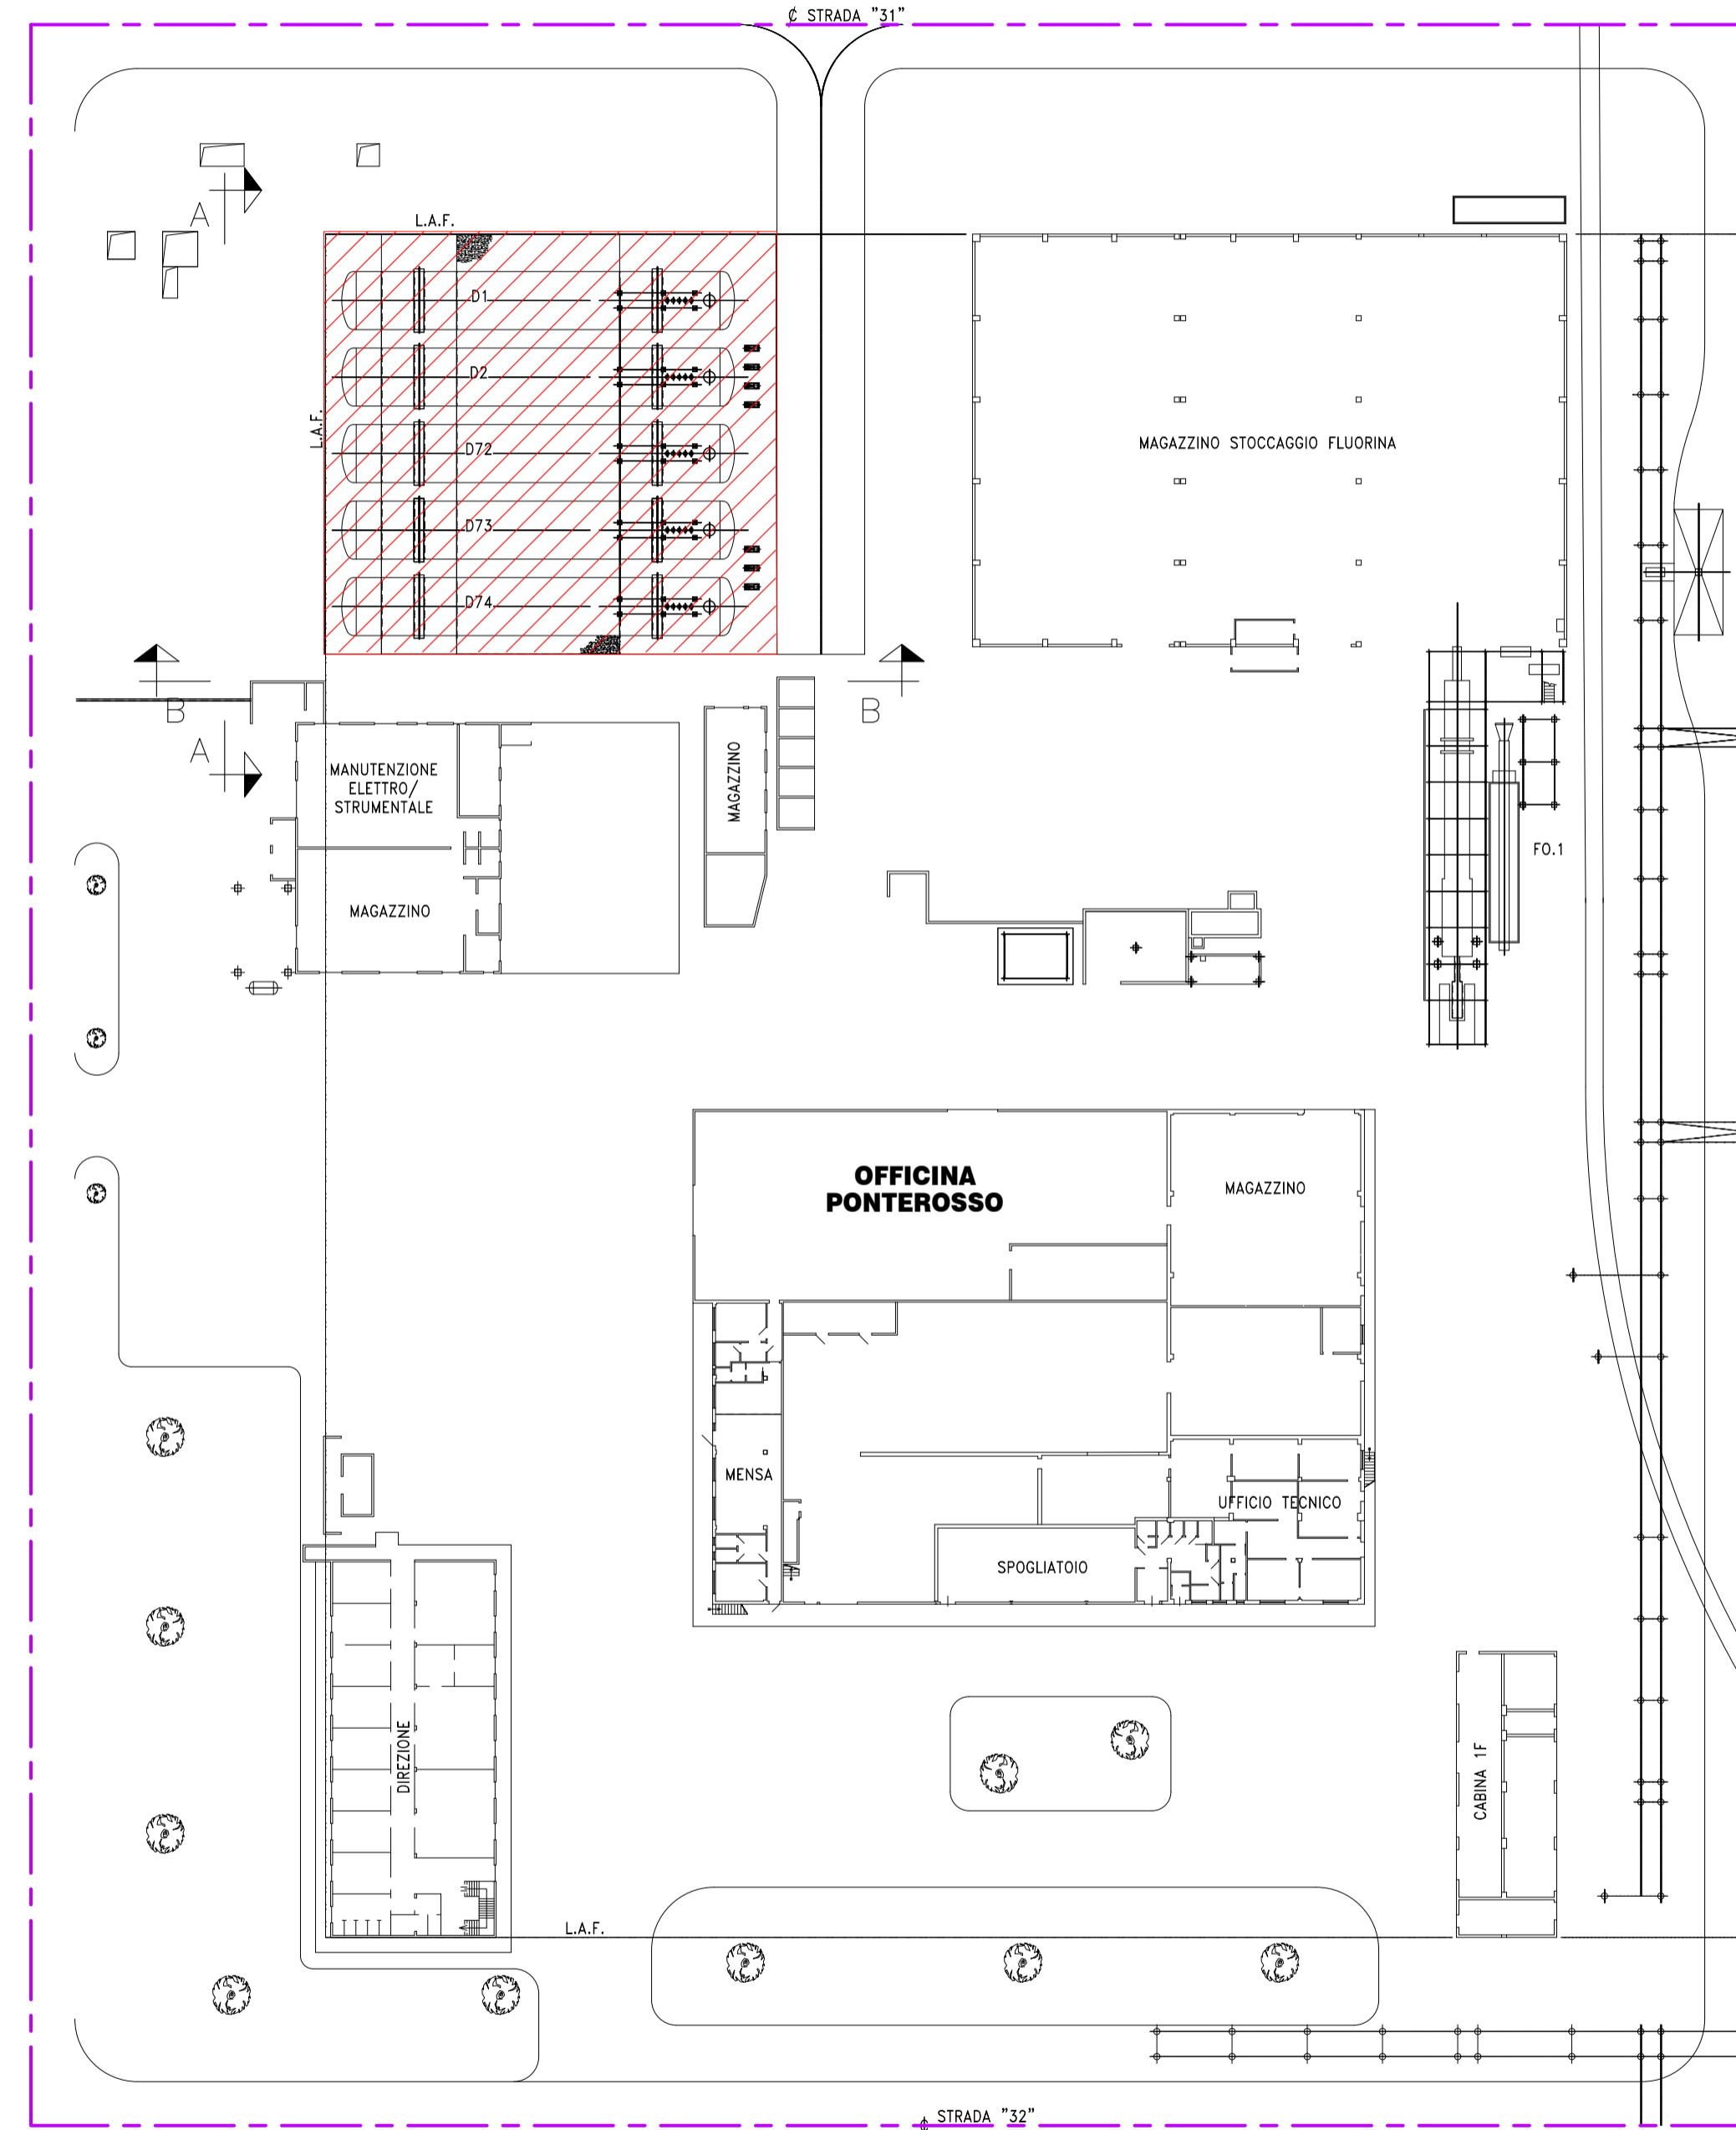 ℄ STRADA "31"
A
L.A.F.
L.A.F.
D1
D2
D72
D73
D74
MAGAZZINO STOCCAGGIO FLUORINA
B
B
A
MANUTENZIONE
ELETTRO/
STRUMENTALE
MAGAZZINO
MAGAZZINO
FO.1
OFFICINA
PONTEROSSO
MAGAZZINO
MENSA
UFFICIO TECNICO
SPOGLIATOIO
DIREZIONE
CABINA 1F
L.A.F.
℄ STRADA "32"